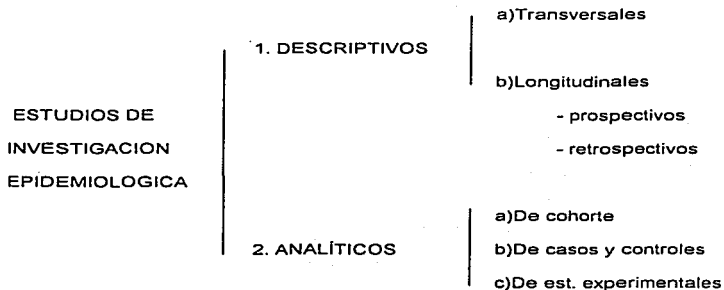 ESTUDIOS DE
INVESTIGACION
EPIDEMIOLOGICA
1. DESCRIPTIVOS
a)Transversales
b)Longitudinales
- prospectivos
- retrospectivos
2. ANALÍTICOS
a)De cohorte
b)De casos y controles
c)De est. experimentales